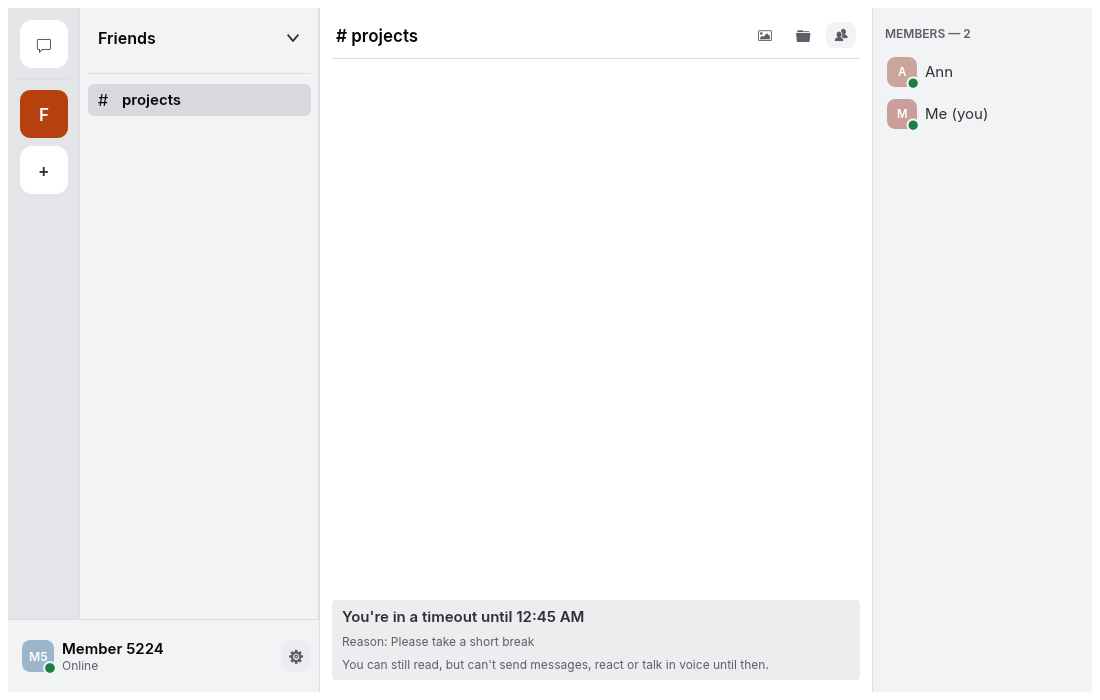 F
+
Friends
# projects
M5
Member 5224
Online
# projects
You're in a timeout until 12:45 AM
Reason: Please take a short break
You can still read, but can't send messages, react or talk in voice until then.
MEMBERS — 2
A
Ann
M
Me (you)